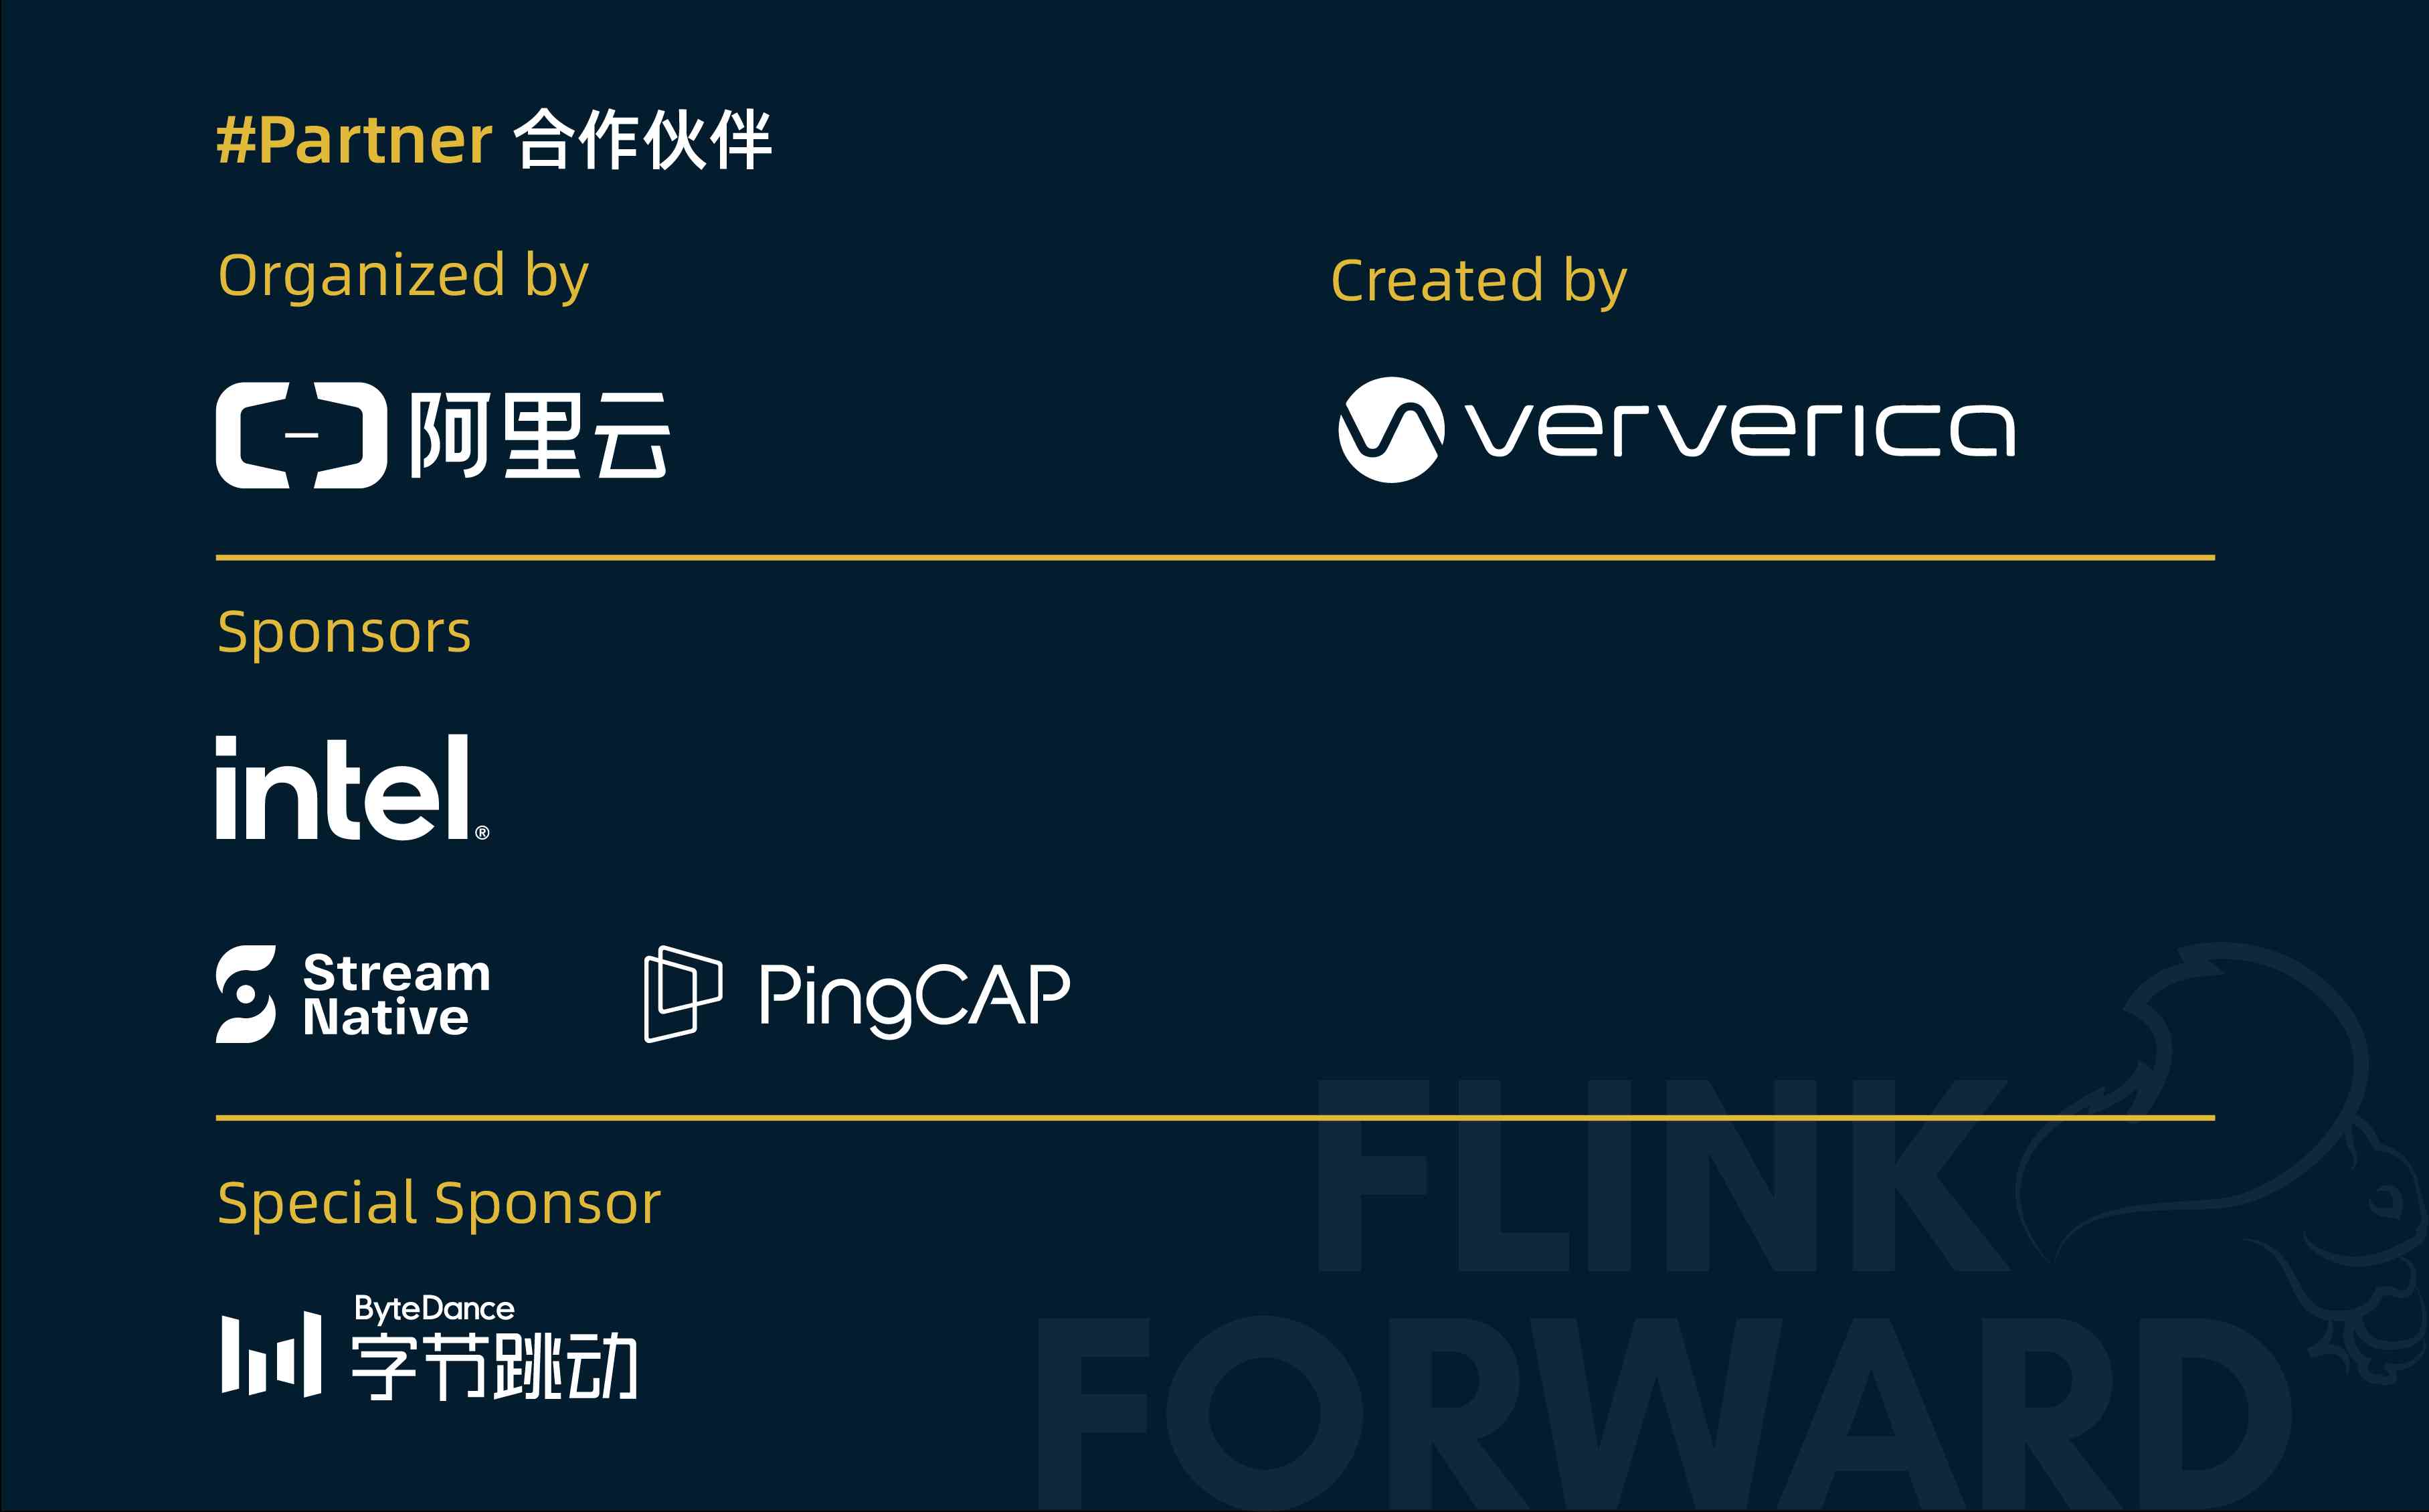 #Partner 合作伙伴
Organized by
Created by
阿里云
ververica
Sponsors
intel®
Stream
Native
PingCAP
Special Sponsor
ByteDance
字节跳动
FLINK
FORWARD